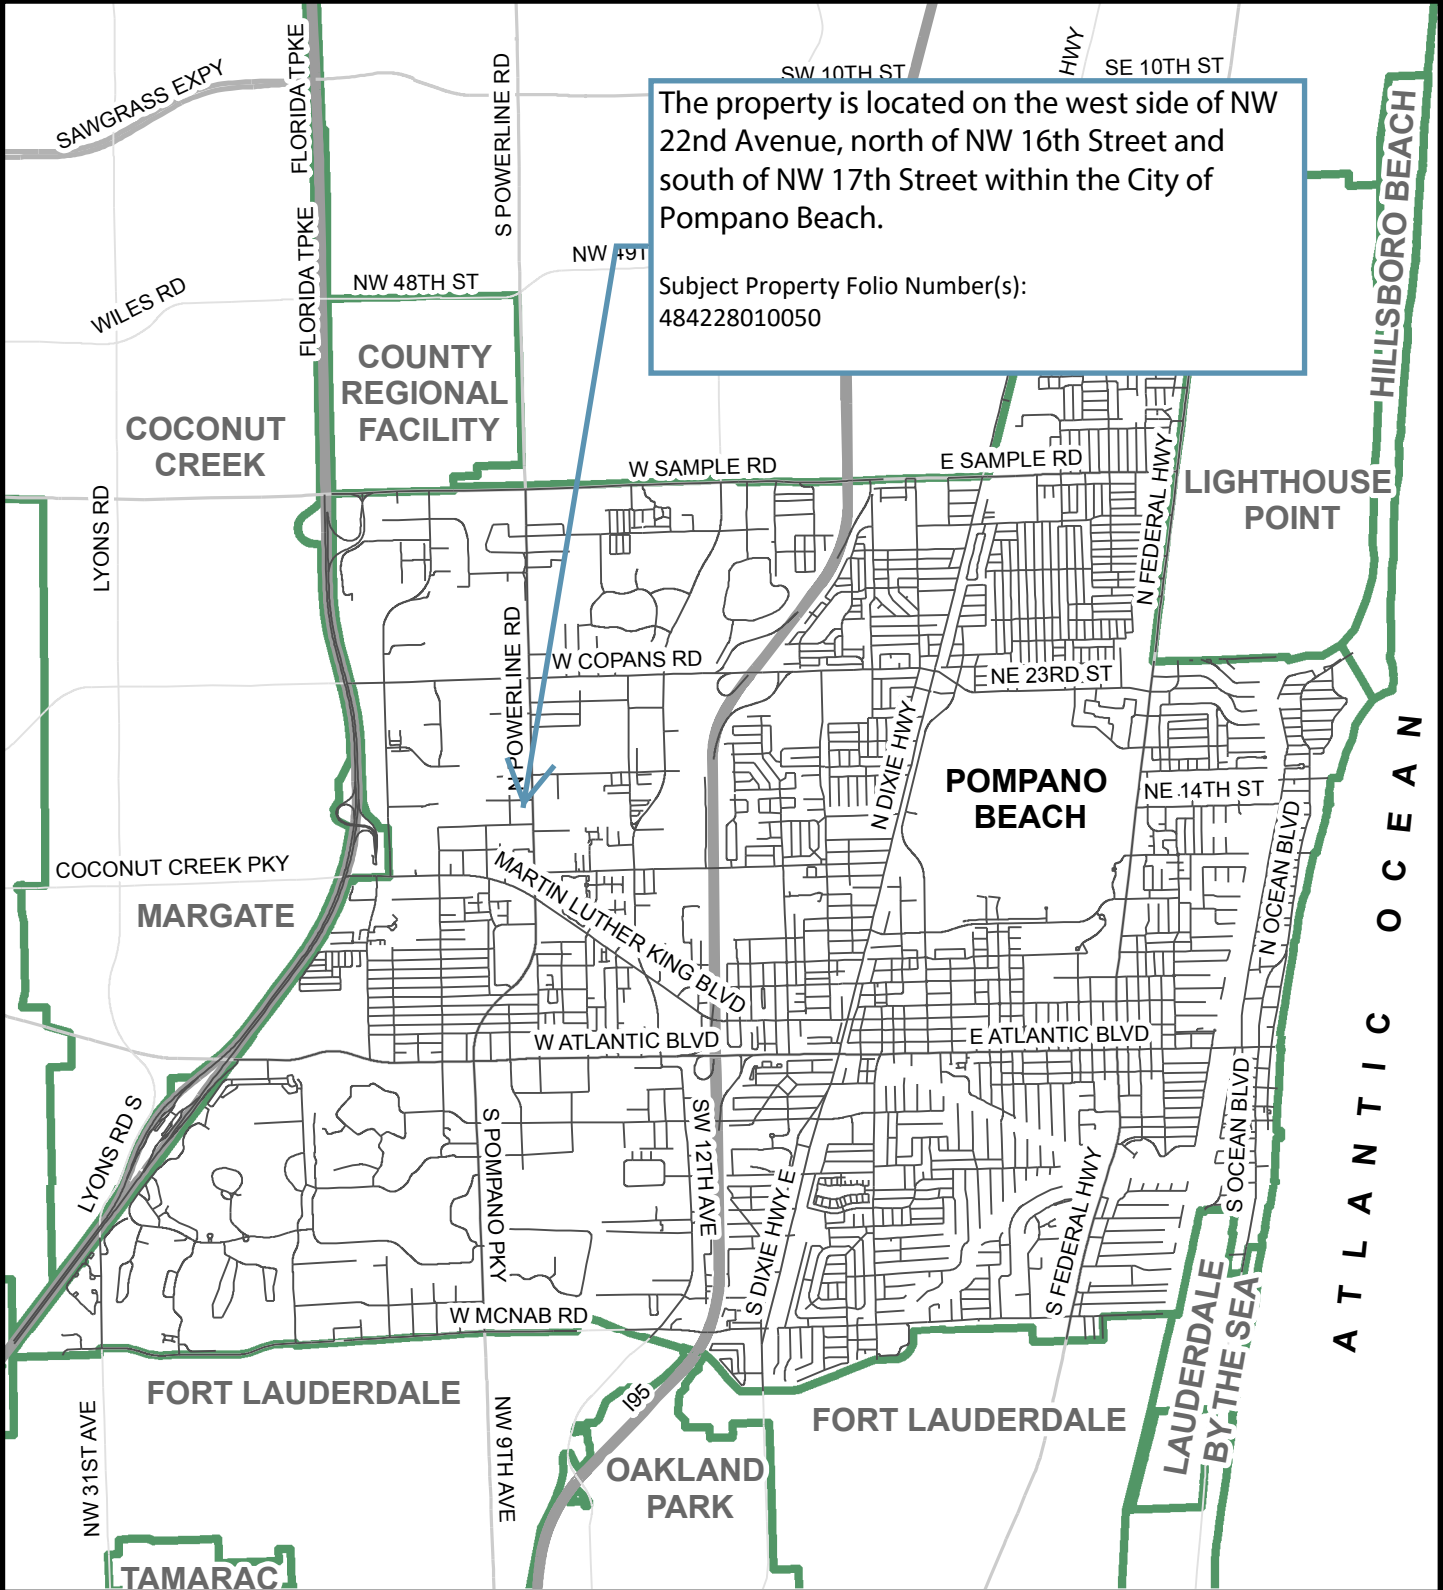 SAWGRASS EXPY
FLORIDA TPKE
S POWERLINE RD
SW 10TH ST
HWY
SE 10TH ST
The property is located on the west side of NW
22nd Avenue, north of NW 16th Street and
south of NW 17th Street within the City of
Pompano Beach.
Subject Property Folio Number(s):
484228010050
HILLSBORO BEACH
FLORIDA TPKE
NW 49T
NW 48TH ST
WILES RD
COUNTY
REGIONAL
FACILITY
COCONUT
CREEK
W SAMPLE RD
E SAMPLE RD
N FEDERAL HWY
LIGHTHOUSE
POINT
LYONS RD
N POWERLINE RD
W COPANS RD
NE 23RD ST
N DIXIE HWY
POMPANO
BEACH
NE 14TH ST
N OCEAN BLVD
ATLANTIC OCEAN
COCONUT CREEK PKY
MARGATE
MARTIN LUTHER KING BLVD
W ATLANTIC BLVD
E ATLANTIC BLVD
LYONS RD S
S POMPANO PKY
SW 12TH AVE
S DIXIE HWY E
S FEDERAL HWY
S OCEAN BLVD
W MCNAB RD
LAUDERDALE
BY THE SEA
FORT LAUDERDALE
I95
FORT LAUDERDALE
NW 31ST AVE
NW 9TH AVE
OAKLAND
PARK
TAMARAC